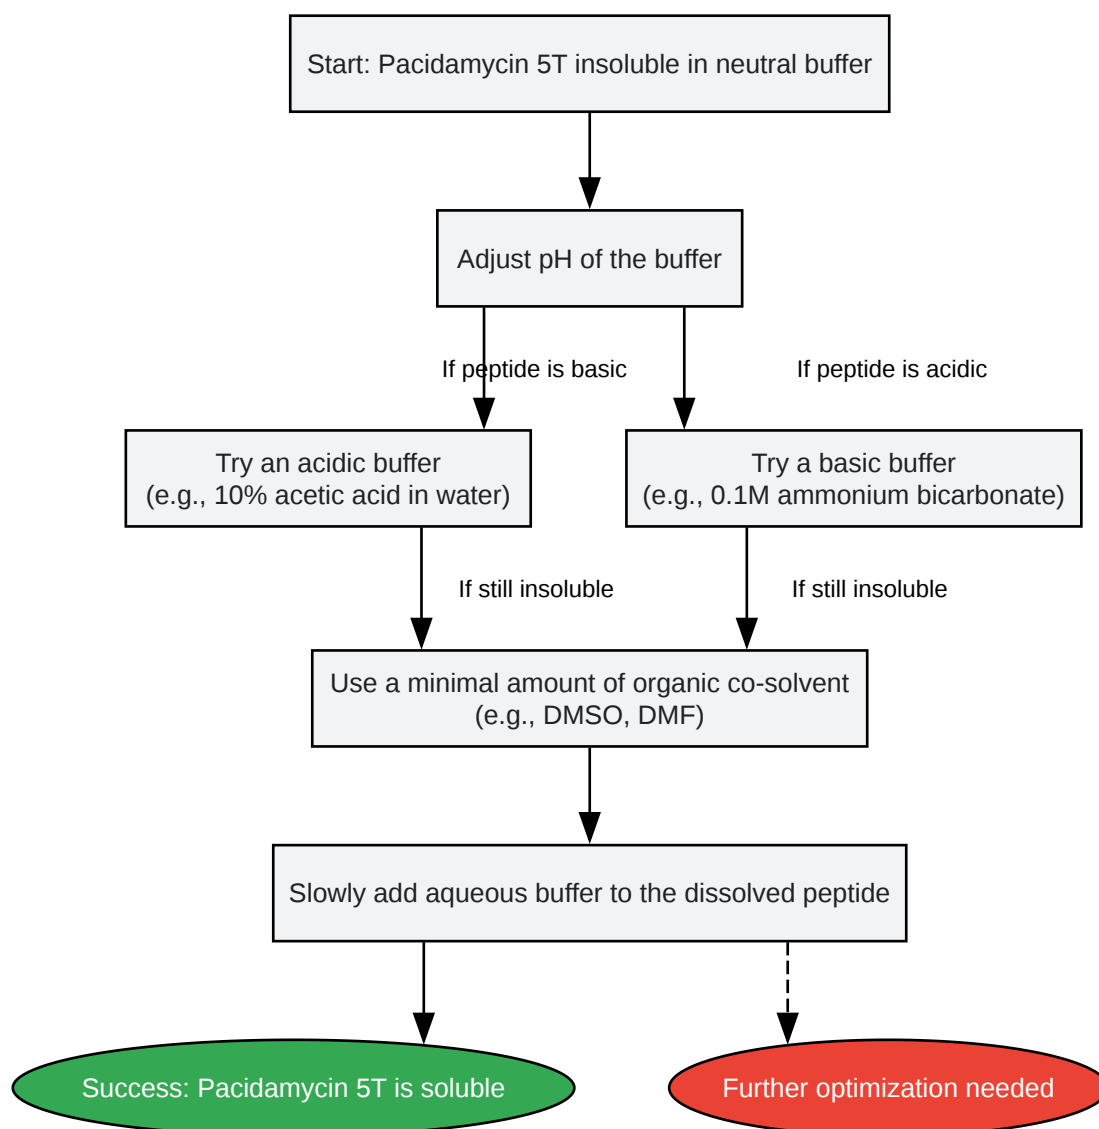 Start: Pacidamycin 5T insoluble in neutral buffer
Adjust pH of the buffer
If peptide is basic
If peptide is acidic
Try an acidic buffer
(e.g., 10% acetic acid in water)
Try a basic buffer
(e.g., 0.1M ammonium bicarbonate)
If still insoluble
If still insoluble
Use a minimal amount of organic co-solvent
(e.g., DMSO, DMF)
Slowly add aqueous buffer to the dissolved peptide
Success: Pacidamycin 5T is soluble
Further optimization needed